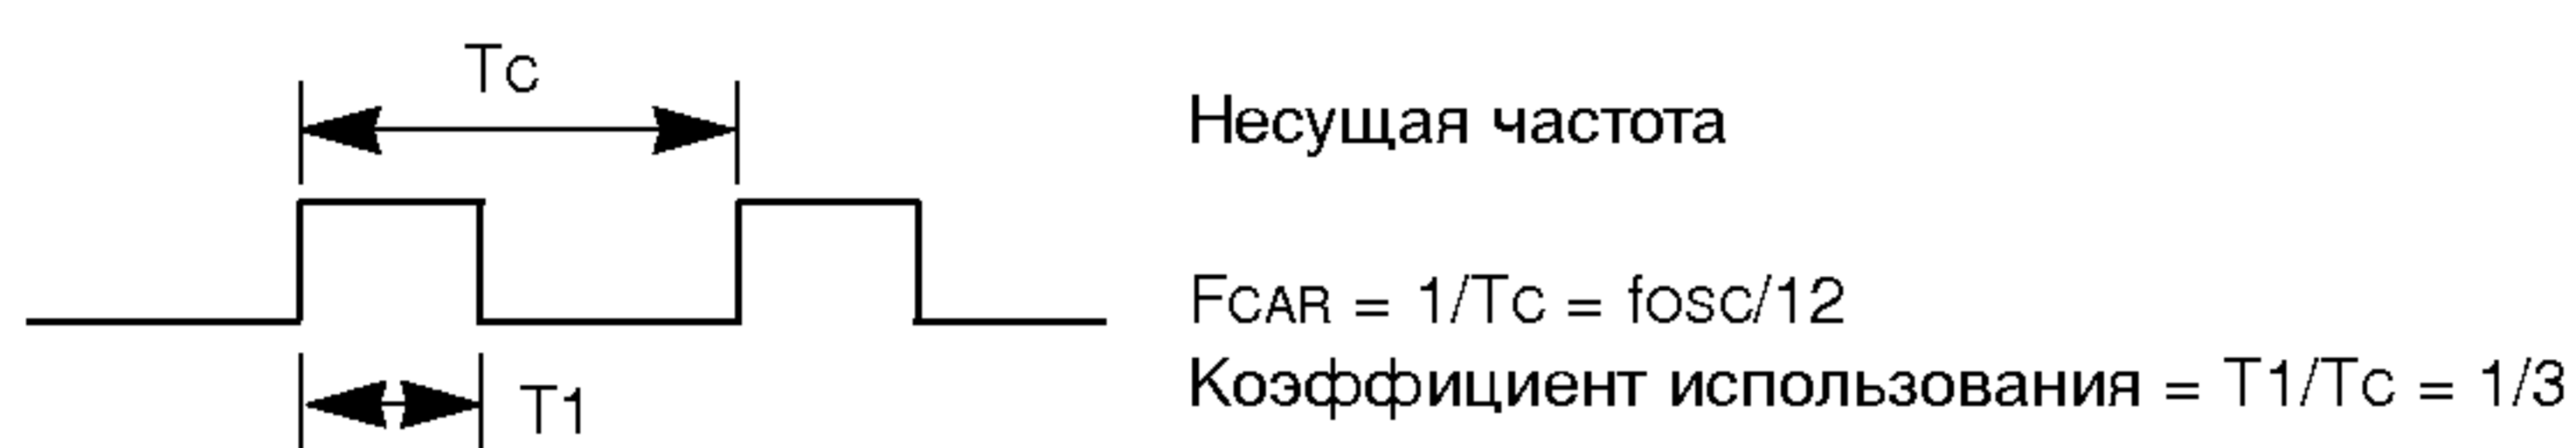 Tc
Несущая частота
FCAR = 1/Tc = fosc/12
Коэффициент использования = T1/Tc = 1/3
T1